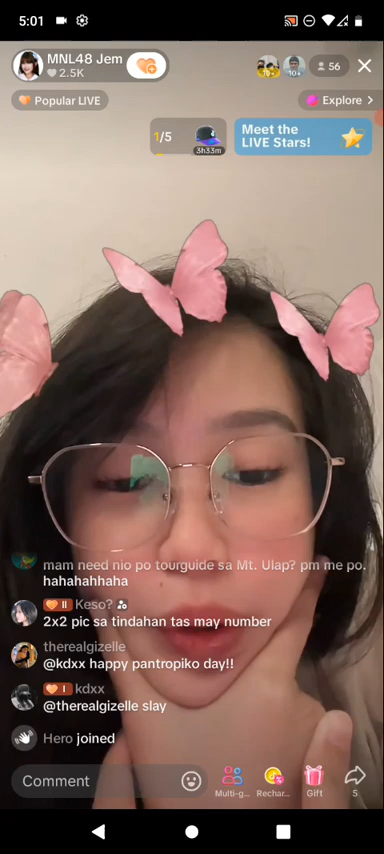 5:01
MNL48 Jem
2.5K
10+
10+
56
Popular LIVE
Explore >
1/5
3h33m
Meet the
LIVE Stars!
mam need nio po tourguide sa Mt. Ulap? pm me po.
hahahahhaha
II Keso?
2x2 pic sa tindahan tas may number
therealgizelle
@kdxx happy pantropiko day!!
I kdxx
@therealgizelle slay
Hero joined
Comment
Multi-g...
Rechar...
Gift
5